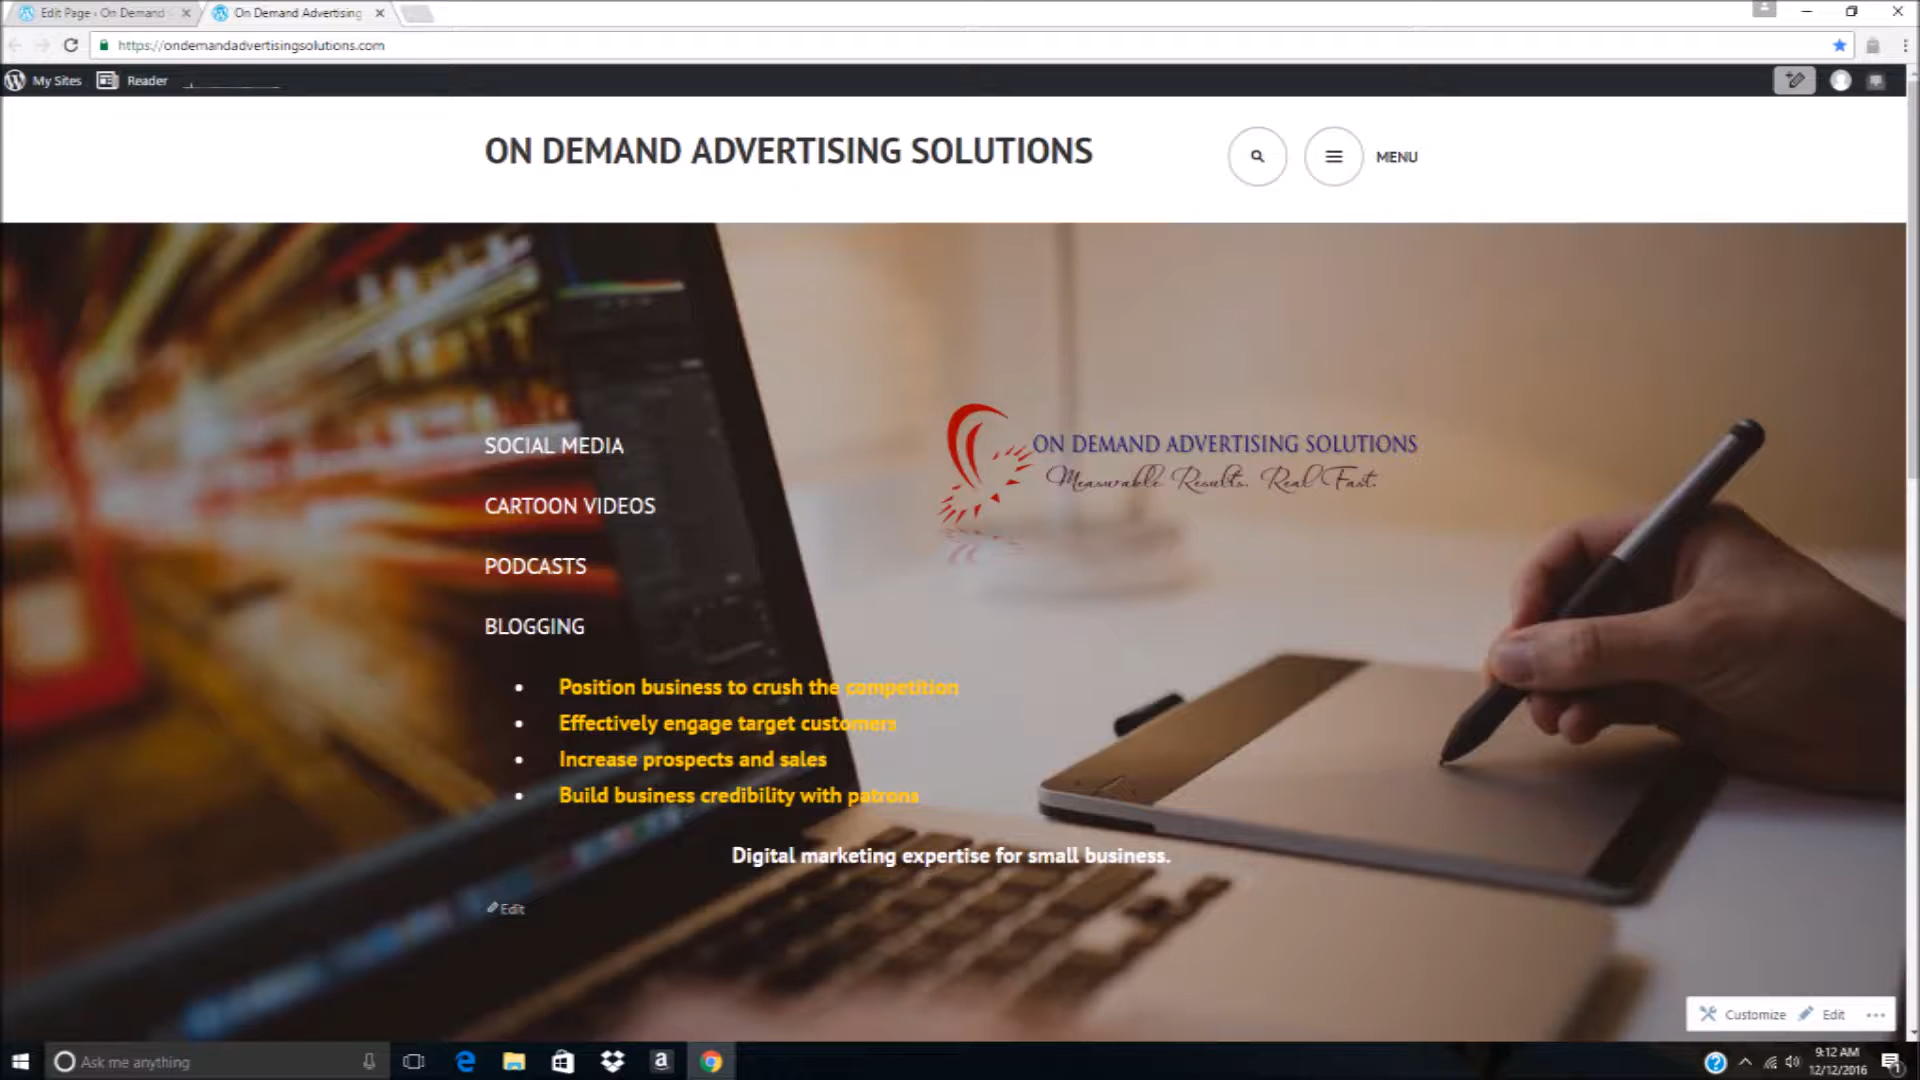 Edit Page ‹ On Demand
On Demand Advertising
https://ondemandadvertisingsolutions.com
My Sites
Reader
ON DEMAND ADVERTISING SOLUTIONS
MENU
SOCIAL MEDIA
ON DEMAND ADVERTISING SOLUTIONS
Measurable Results. Real Fast.
CARTOON VIDEOS
PODCASTS
BLOGGING
• Position business to crush the competition
• Effectively engage target customers
• Increase prospects and sales
• Build business credibility with patrons
Digital marketing expertise for small business.
Edit
Customize
Edit
Ask me anything
9:12 AM
12/12/2016